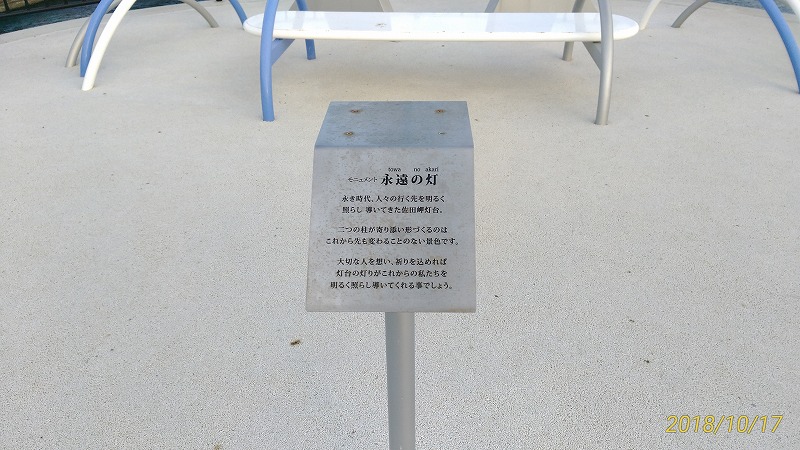 towa no akari
モニュメント 永遠の灯
永き時代、人々の行く先を明るく
照らし 導いてきた佐田岬灯台。
二つの柱が寄り添い形づくるのは
これから先も変わることのない景色です。
大切な人を想い、祈りを込めれば
灯台の灯りがこれからの私たちを
明るく照らし導いてくれる事でしょう。
2018/10/17